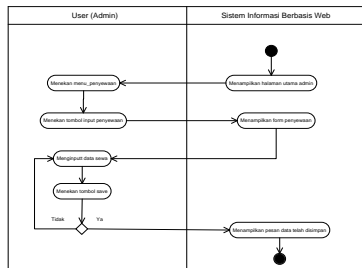 User (Admin)
Sistem Informasi Berbasis Web
Menampilkan halaman utama admin
Menekan menu_penyewaan
Menekan tombol input penyewaan
Menampilkan form penyewaan
Menginputt data sewa
Menekan tombol save
Tidak
Ya
Menampilkan pesan data telah disimpan